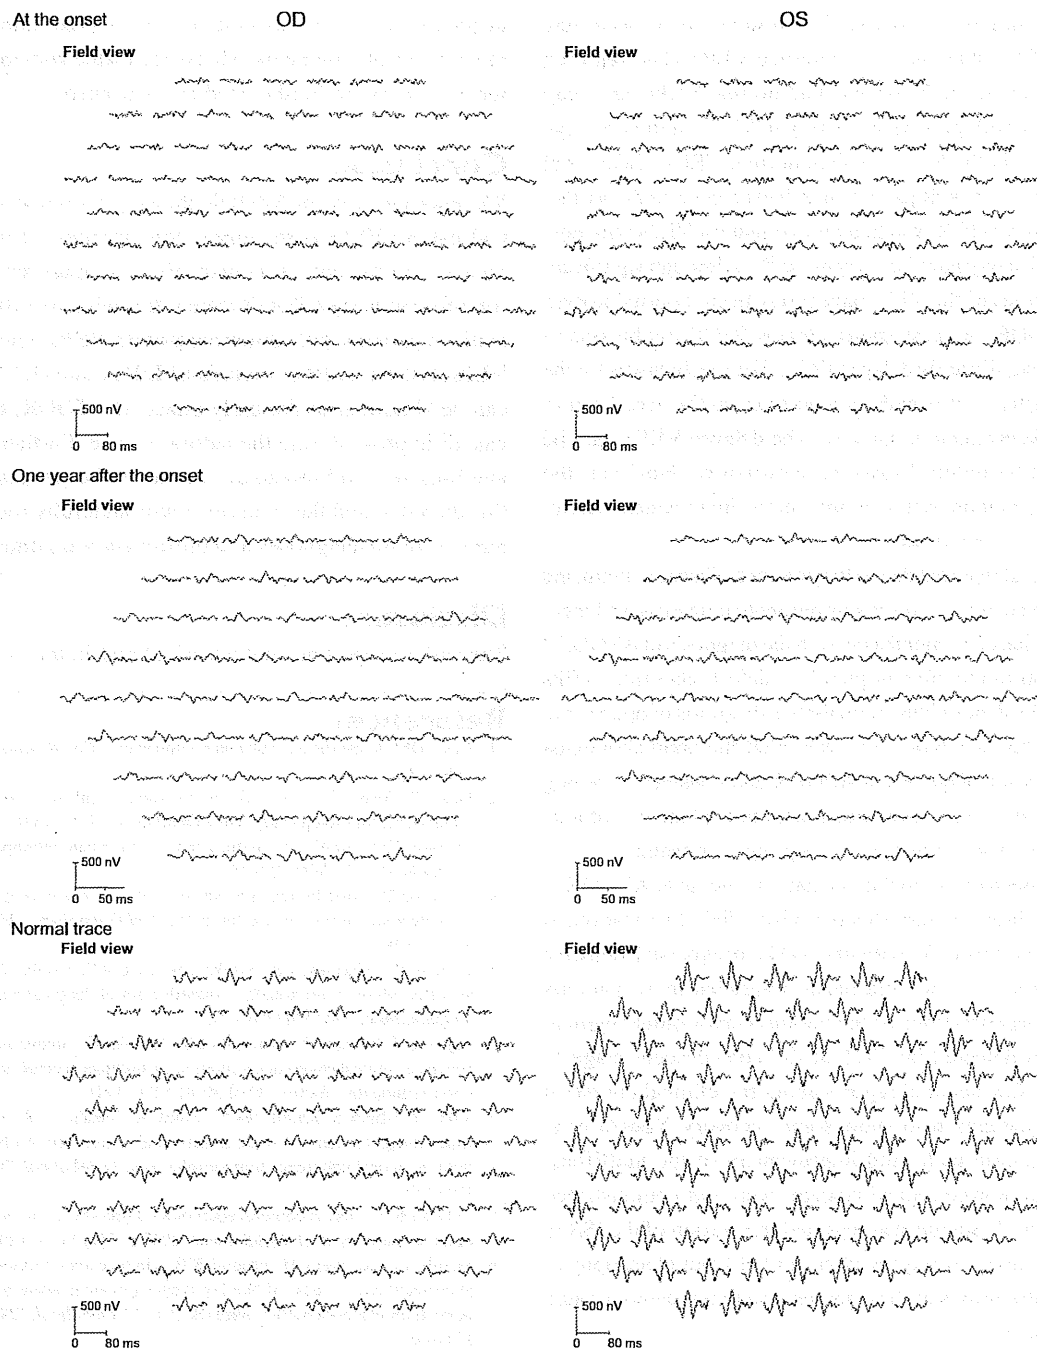 At the onset OD OS
Field view Field view
500 nV 500 nV
0 80 ms 0 80 ms
One year after the onset
Field view Field view
500 nV 500 nV
0 50 ms 0 50 ms
Normal trace
Field view Field view
500 nV 500 nV
0 80 ms 0 80 ms